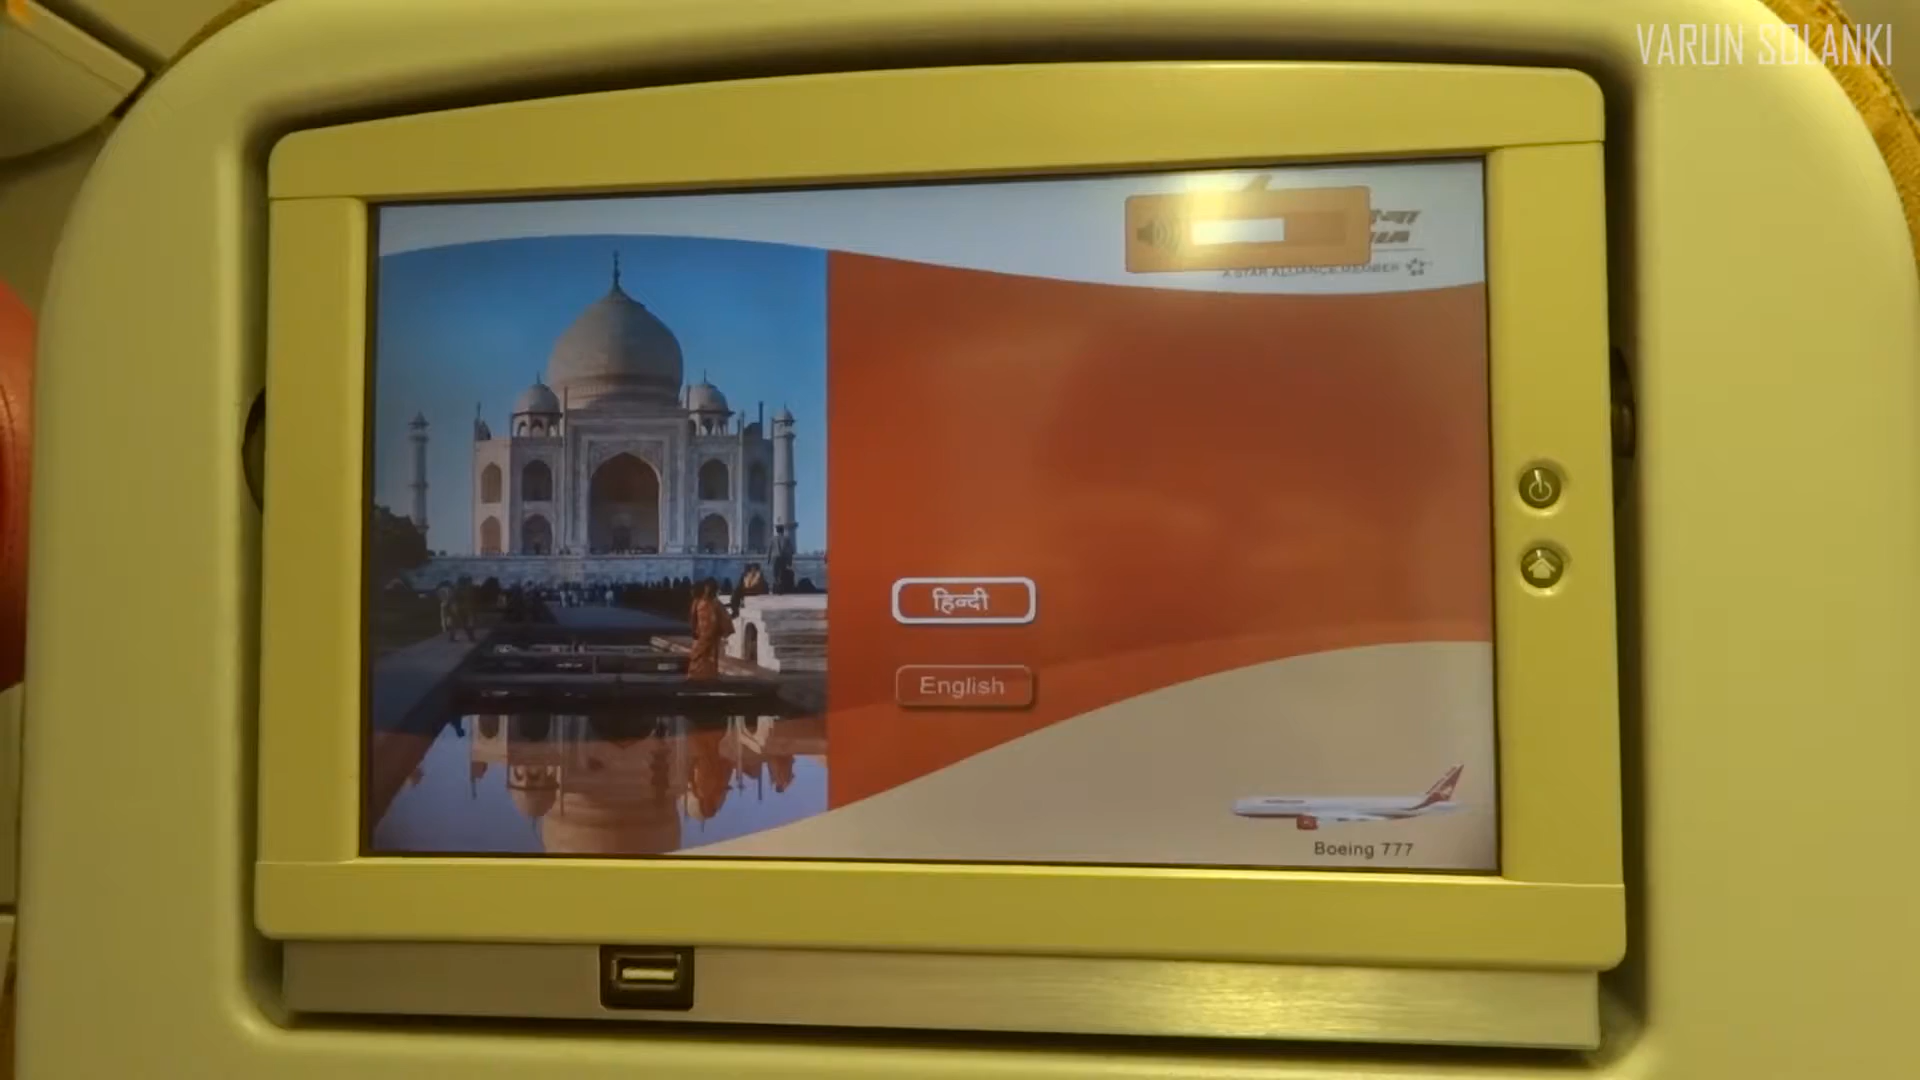 VARUN SOLANKI
A STAR ALLIANCE MEMBER
हिन्दी
English
Boeing 777